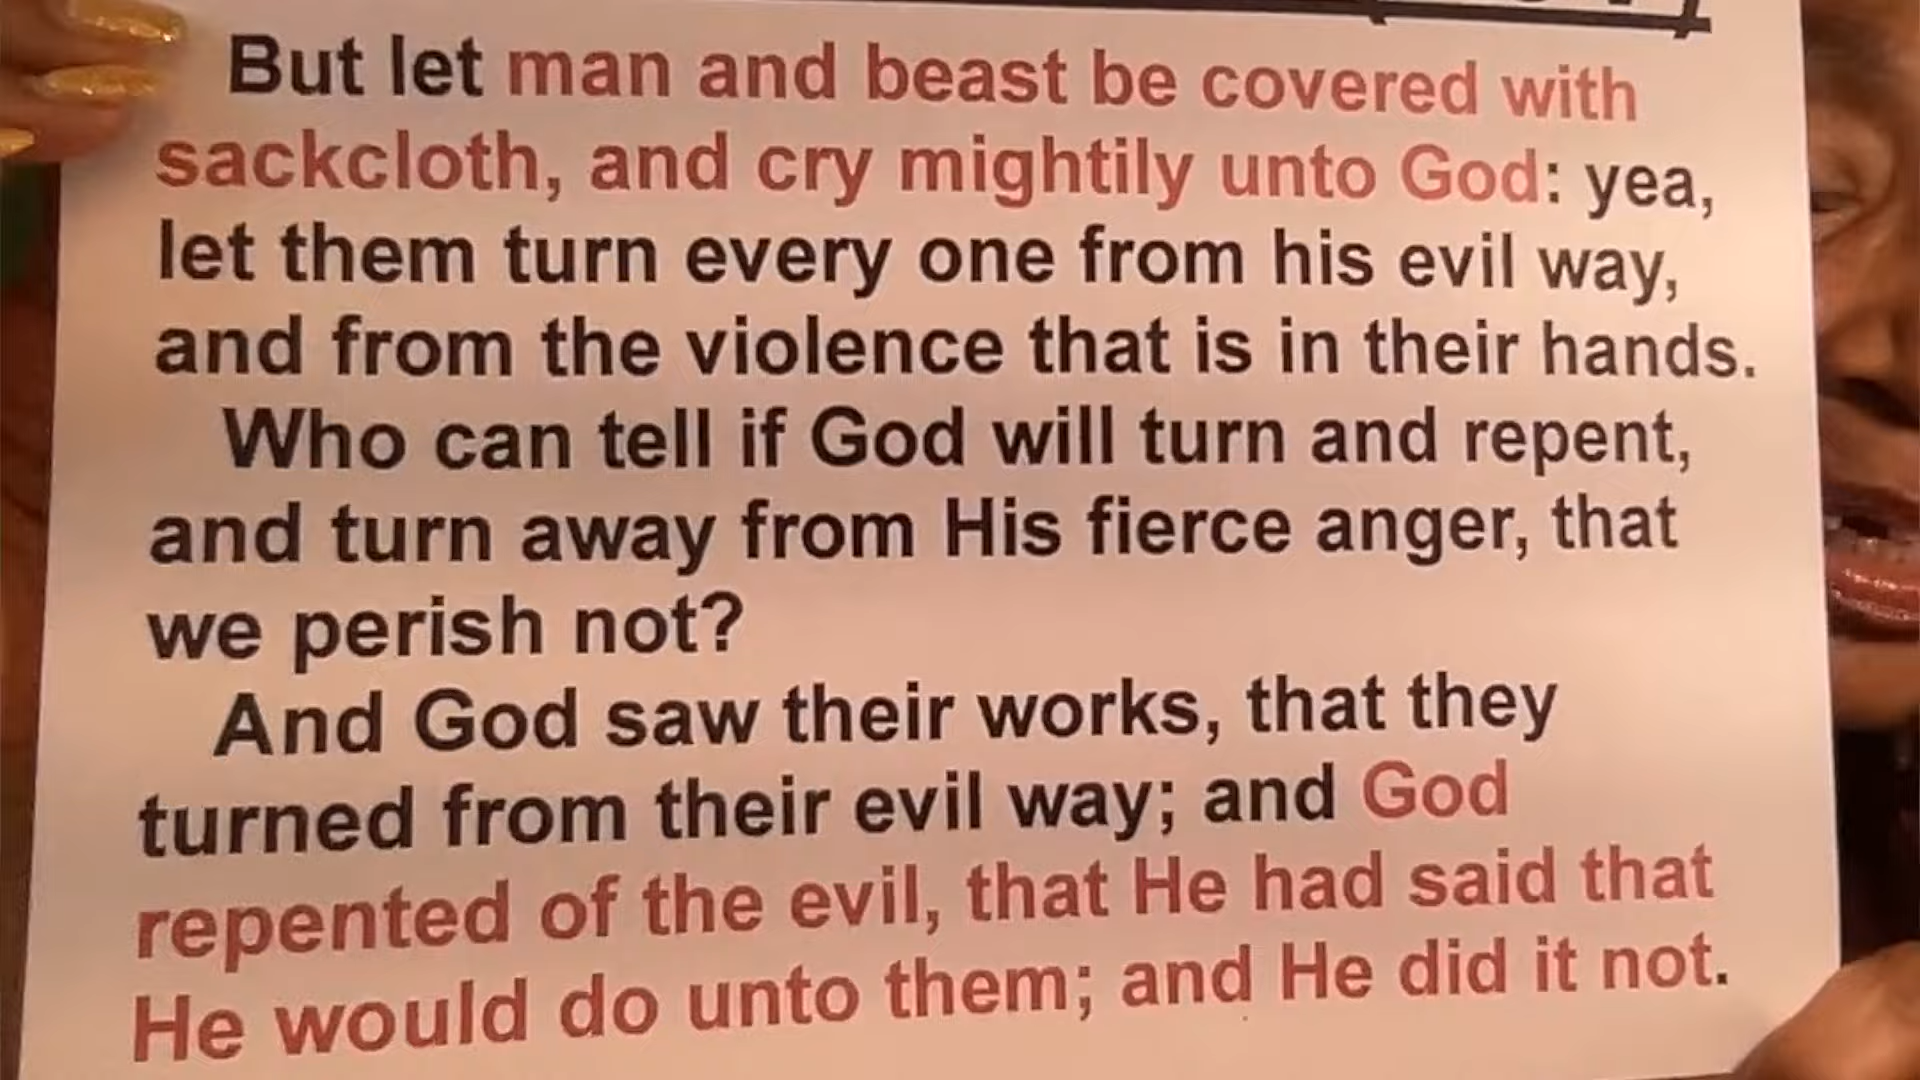 But let man and beast be covered with
sackcloth, and cry mightily unto God: yea,
let them turn every one from his evil way,
and from the violence that is in their hands.
Who can tell if God will turn and repent,
and turn away from His fierce anger, that
we perish not?
And God saw their works, that they
turned from their evil way; and God
repented of the evil, that He had said that
He would do unto them; and He did it not.